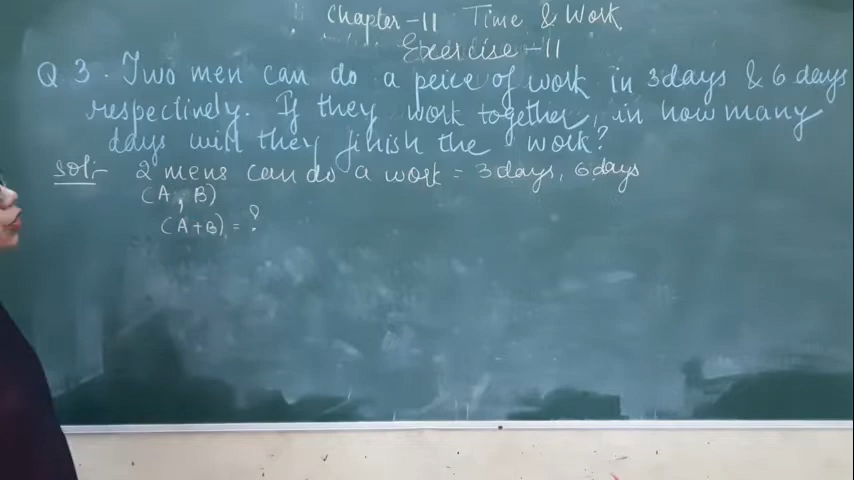 Chapter-11 Time & Work
Exercise-11
Q 3. Two men can do a peice of work in 3days & 6 days
respectively. If they work together, in how many
days will they finish the work?
Sol:- 2 mens can do a work = 3days, 6days
(A, B)
(A+B) = ?